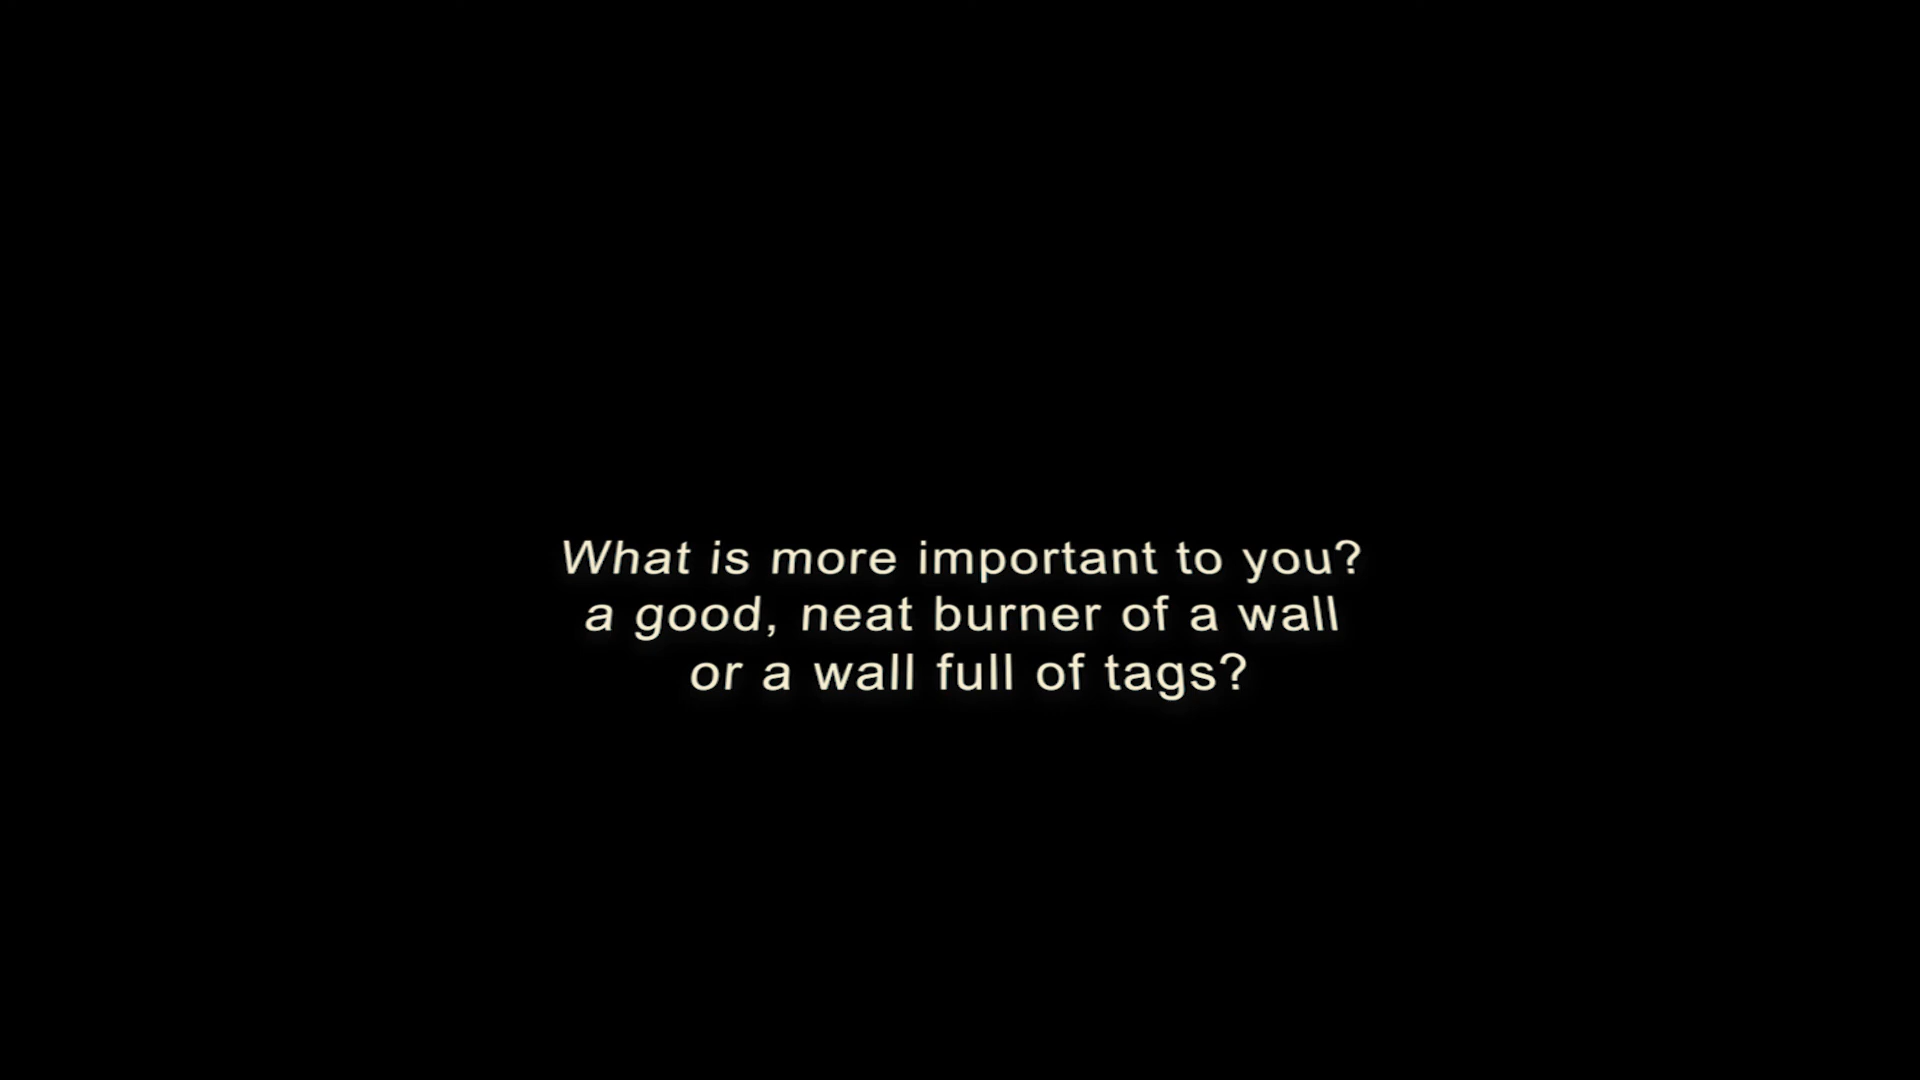 What is more important to you?
a good, neat burner of a wall
or a wall full of tags?